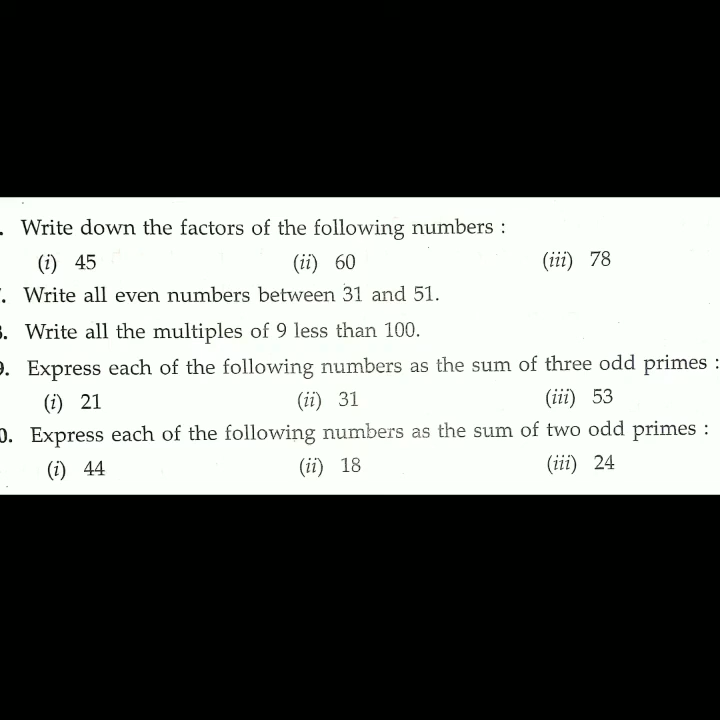 . Write down the factors of the following numbers :
(i) 45 (ii) 60 (iii) 78
. Write all even numbers between 31 and 51.
. Write all the multiples of 9 less than 100.
9. Express each of the following numbers as the sum of three odd primes :
(i) 21 (ii) 31 (iii) 53
0. Express each of the following numbers as the sum of two odd primes :
(i) 44 (ii) 18 (iii) 24